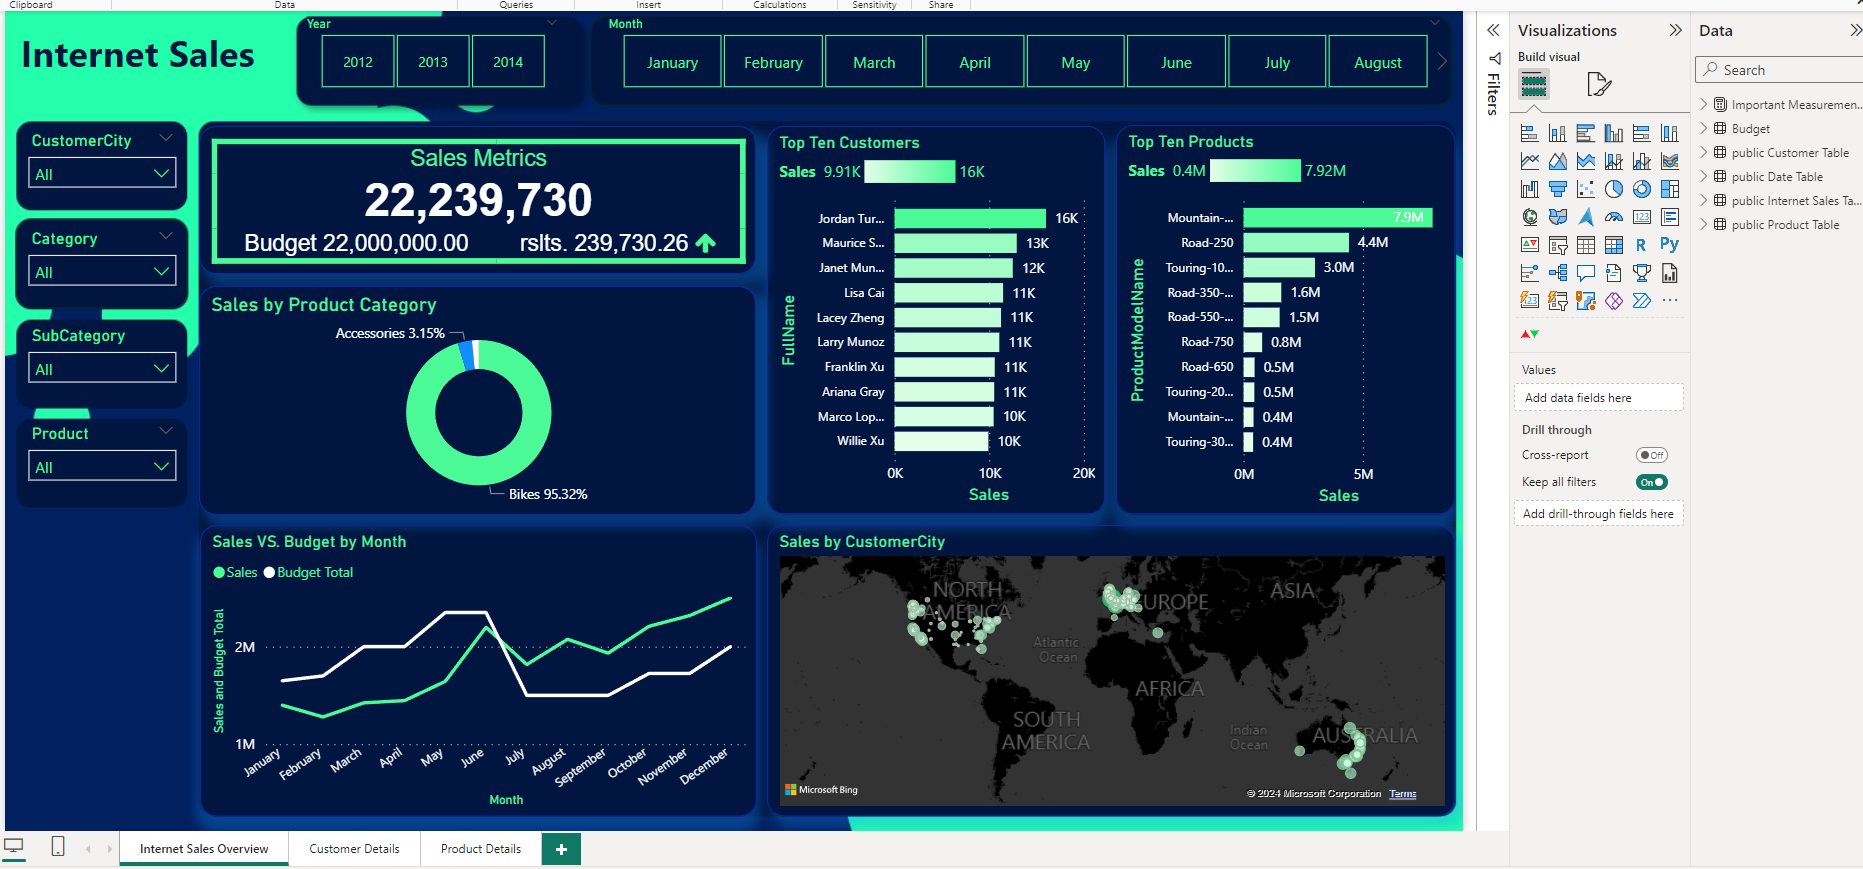 Clipboard
Data
Queries
Insert
Calculations
Sensitivity
Share
Internet Sales
Year
2012
2013
2014
Month
January
February
March
April
May
June
July
August
CustomerCity
All
Category
All
SubCategory
All
Product
All
Sales Metrics
22,239,730
Budget 22,000,000.00
rslts. 239,730.26
Sales by Product Category
Accessories 3.15%
Bikes 95.32%
Top Ten Customers
Sales 9.91K 16K
FullName
Jordan Tur... 16K
Maurice S... 13K
Janet Mun... 12K
Lisa Cai 11K
Lacey Zheng 11K
Larry Munoz 11K
Franklin Xu 11K
Ariana Gray 11K
Marco Lop... 10K
Willie Xu 10K
0K 10K 20K
Sales
Top Ten Products
Sales 0.4M 7.92M
ProductModelName
Mountain-... 7.9M
Road-250 4.4M
Touring-10... 3.0M
Road-350-... 1.6M
Road-550-... 1.5M
Road-750 0.8M
Road-650 0.5M
Touring-20... 0.5M
Mountain-... 0.4M
Touring-30... 0.4M
0M 5M
Sales
Sales VS. Budget by Month
Sales Budget Total
Sales and Budget Total
2M
1M
January
February
March
April
May
June
July
August
September
October
November
December
Month
Sales by CustomerCity
NORTH
AMERICA
EUROPE
ASIA
Atlantic
Ocean
AFRICA
SOUTH
AMERICA
Indian
Ocean
AUSTRALIA
Microsoft Bing
© 2024 Microsoft Corporation Terms
Filters
Visualizations
Build visual
123
R
Py
123
Values
Add data fields here
Drill through
Cross-report
Off
Keep all filters
On
Add drill-through fields here
Data
Search
Important Measuremen...
Budget
public Customer Table
public Date Table
public Internet Sales Ta...
public Product Table
Internet Sales Overview
Customer Details
Product Details
+